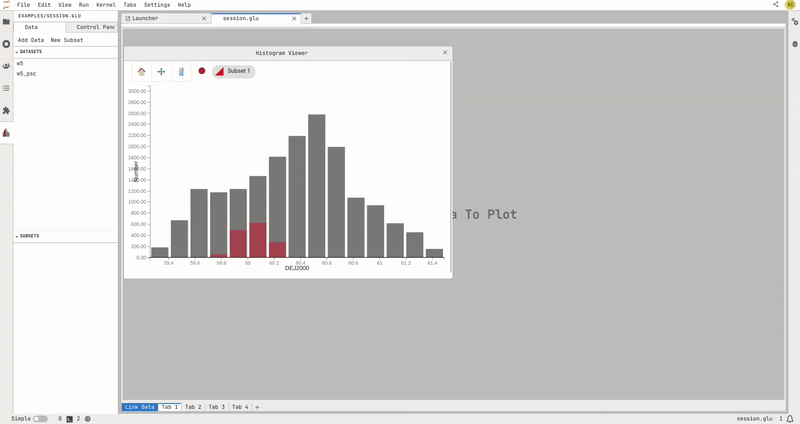 File Edit View Run Kernel Tabs Settings Help
EXAMPLES/SESSION.GLU
Launcher
session.glu
Data
Control Pane
Add Data New Subset
DATASETS
w5
w5_psc
SUBSETS
Histogram Viewer
Subset 1
3000.00
2800.00
2600.00
2400.00
2200.00
2000.00
1800.00
1600.00
1400.00
1200.00
1000.00
800.00
600.00
400.00
200.00
0.00
Number
59.4 59.6 59.8 60 60.2 60.4 60.6 60.8 61 61.2 61.4
DEJ2000
a To Plot
Link Data Tab 1 Tab 2 Tab 3 Tab 4 +
Simple 0 2
session.glu 1